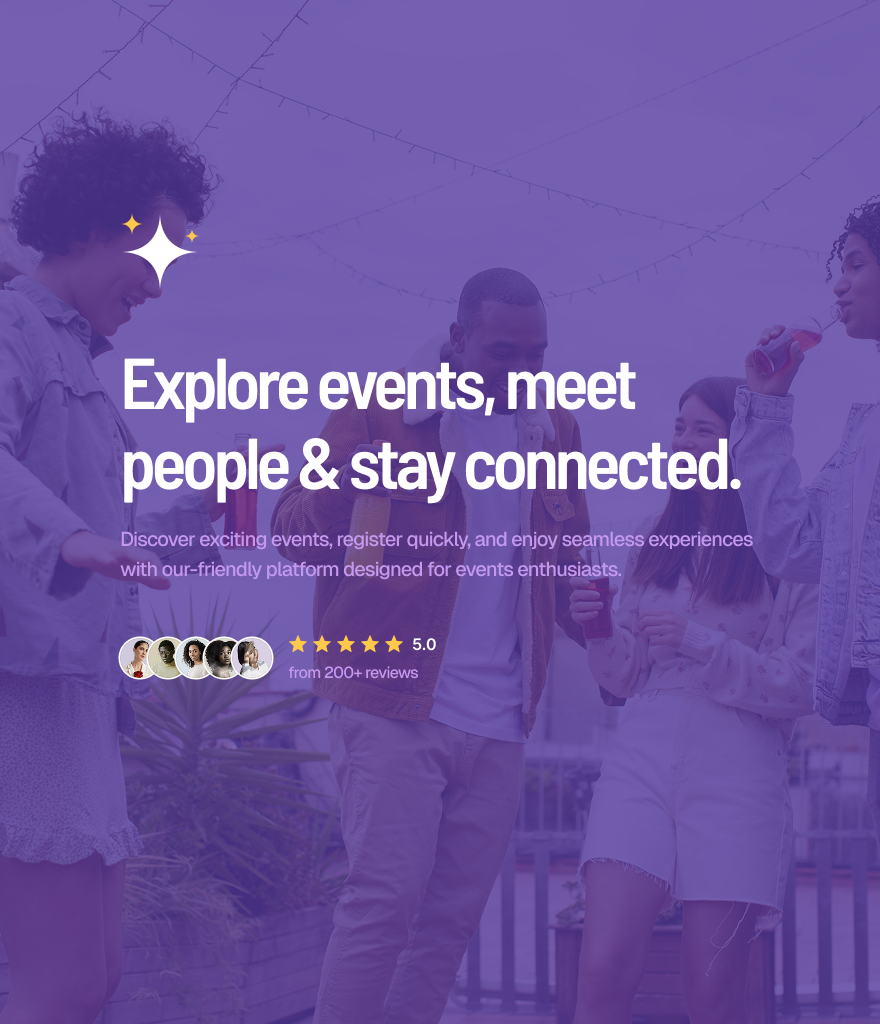 Explore events, meet
people & stay connected.
Discover exciting events, register quickly, and enjoy seamless experiences
with our-friendly platform designed for events enthusiasts.
5.0
from 200+ reviews